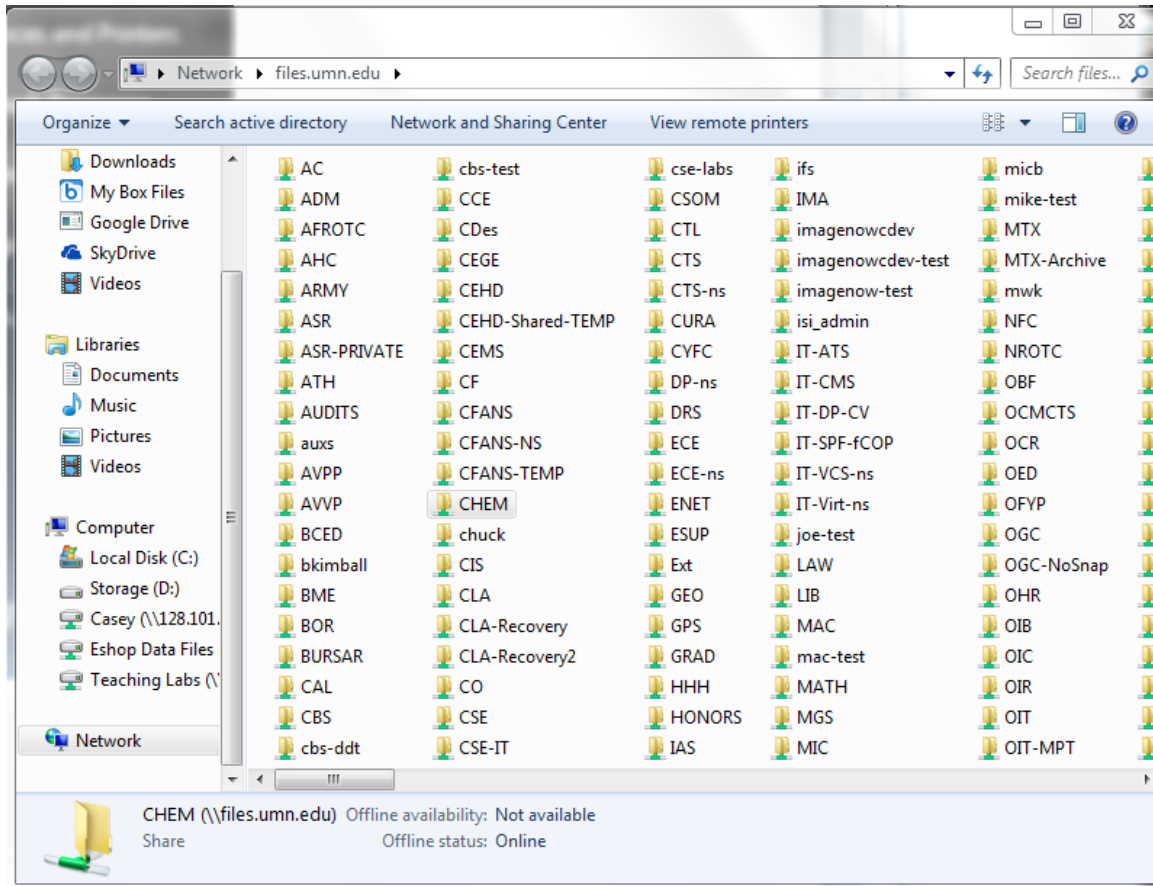 Network files.umn.edu Search files...
Organize Search active directory Network and Sharing Center View remote printers
Downloads
My Box Files
Google Drive
SkyDrive
Videos
Libraries
Documents
Music
Pictures
Videos
Computer
Local Disk (C:)
Storage (D:)
Casey (\\128.101.
Eshop Data Files
Teaching Labs (\
Network
AC
ADM
AFROTC
AHC
ARMY
ASR
ASR-PRIVATE
ATH
AUDITS
auxs
AVPP
AVVP
BCED
bkimball
BME
BOR
BURSAR
CAL
CBS
cbs-ddt
cbs-test
CCE
CDes
CEGE
CEHD
CEHD-Shared-TEMP
CEMS
CF
CFANS
CFANS-NS
CFANS-TEMP
CHEM
chuck
CIS
CLA
CLA-Recovery
CLA-Recovery2
CO
CSE
CSE-IT
cse-labs
CSOM
CTL
CTS
CTS-ns
CURA
CYFC
DP-ns
DRS
ECE
ECE-ns
ENET
ESUP
Ext
GEO
GPS
GRAD
HHH
HONORS
IAS
ifs
IMA
imagenowcdev
imagenowcdev-test
imagenow-test
isi_admin
IT-ATS
IT-CMS
IT-DP-CV
IT-SPF-fCOP
IT-VCS-ns
IT-Virt-ns
joe-test
LAW
LIB
MAC
mac-test
MATH
MGS
MIC
micb
mike-test
MTX
MTX-Archive
mwk
NFC
NROTC
OBF
OCMCTS
OCR
OED
OFYP
OGC
OGC-NoSnap
OHR
OIB
OIC
OIR
OIT
OIT-MPT
CHEM (\\files.umn.edu) Offline availability: Not available
Share Offline status: Online